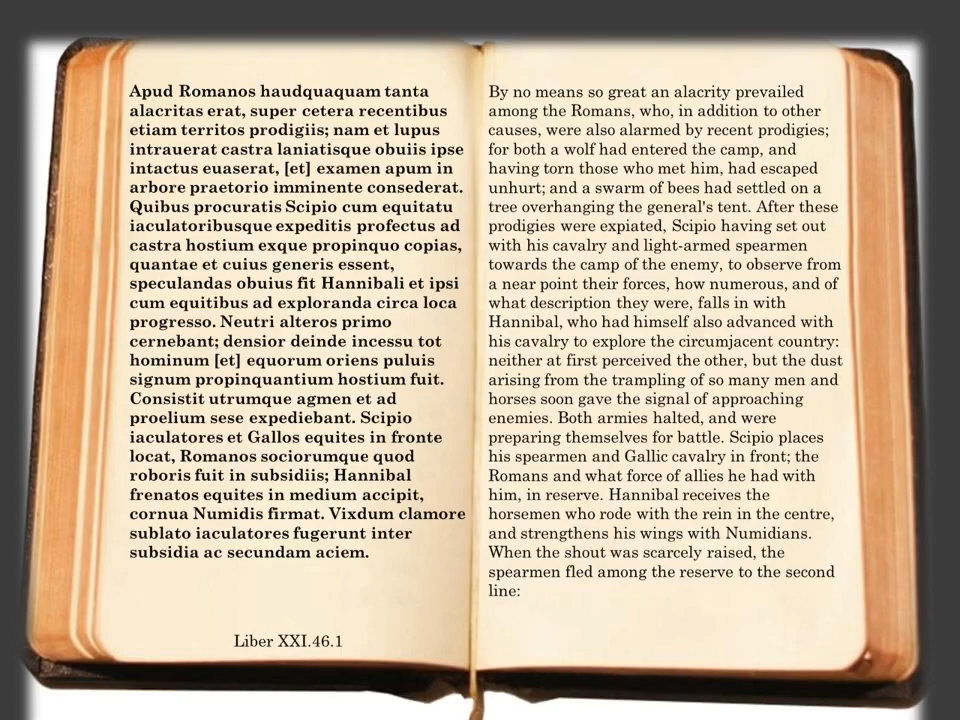 Apud Romanos haudquaquam tanta
alacritas erat, super cetera recentibus
etiam territos prodigiis; nam et lupus
intrauerat castra laniatisque obuiis ipse
intactus euaserat, [et] examen apum in
arbore praetorio imminente consederat.
Quibus procuratis Scipio cum equitatu
iaculatoribusque expeditis profectus ad
castra hostium exque propinquo copias,
quantae et cuius generis essent,
speculandas obuius fit Hannibali et ipsi
cum equitibus ad exploranda circa loca
progresso. Neutri alteros primo
cernebant; densior deinde incessu tot
hominum [et] equorum oriens puluis
signum propinquantium hostium fuit.
Consistit utrumque agmen et ad
proelium sese expediebant. Scipio
iaculatores et Gallos equites in fronte
locat, Romanos sociorumque quod
roboris fuit in subsidiis; Hannibal
frenatos equites in medium accipit,
cornua Numidis firmat. Vixdum clamore
sublato iaculatores fugerunt inter
subsidia ac secundam aciem.
Liber XXI.46.1
By no means so great an alacrity prevailed
among the Romans, who, in addition to other
causes, were also alarmed by recent prodigies;
for both a wolf had entered the camp, and
having torn those who met him, had escaped
unhurt; and a swarm of bees had settled on a
tree overhanging the general's tent. After these
prodigies were expiated, Scipio having set out
with his cavalry and light-armed spearmen
towards the camp of the enemy, to observe from
a near point their forces, how numerous, and of
what description they were, falls in with
Hannibal, who had himself also advanced with
his cavalry to explore the circumjacent country:
neither at first perceived the other, but the dust
arising from the trampling of so many men and
horses soon gave the signal of approaching
enemies. Both armies halted, and were
preparing themselves for battle. Scipio places
his spearmen and Gallic cavalry in front; the
Romans and what force of allies he had with
him, in reserve. Hannibal receives the
horsemen who rode with the rein in the centre,
and strengthens his wings with Numidians.
When the shout was scarcely raised, the
spearmen fled among the reserve to the second
line: